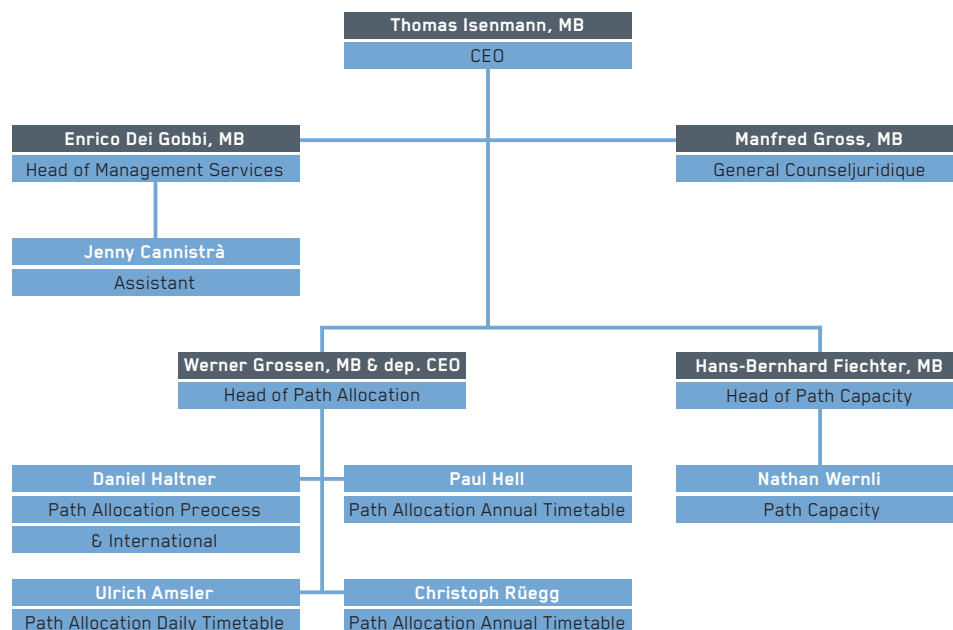 Thomas Isenmann, MB
CEO
Enrico Dei Gobbi, MB
Head of Management Services
Manfred Gross, MB
General Counseljuridique
Jenny Cannistrà
Assistant
Werner Grossen, MB & dep. CEO
Head of Path Allocation
Hans-Bernhard Fiechter, MB
Head of Path Capacity
Daniel Haltner
Path Allocation Preocess
& International
Paul Hell
Path Allocation Annual Timetable
Nathan Wernli
Path Capacity
Ulrich Amsler
Path Allocation Daily Timetable
Christoph Rüegg
Path Allocation Annual Timetable